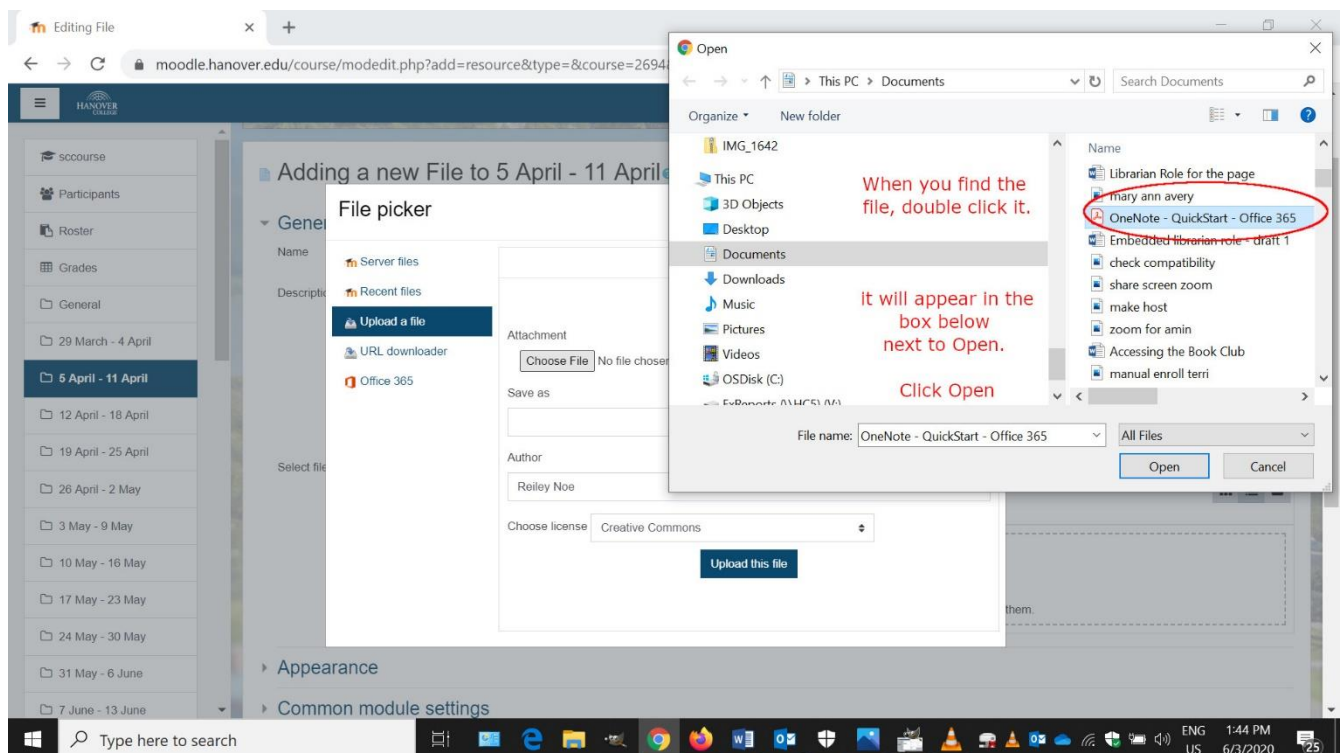 Editing File
moodle.hanover.edu/course/modedit.php?add=resource&type=&course=2694
HANOVER
COLLEGE
sccourse
Participants
Roster
Grades
General
29 March - 4 April
5 April - 11 April
12 April - 18 April
19 April - 25 April
26 April - 2 May
3 May - 9 May
10 May - 16 May
17 May - 23 May
24 May - 30 May
31 May - 6 June
7 June - 13 June
Adding a new File to 5 April - 11 April
Gener
Name
Descriptio
Select file
them.
Appearance
Common module settings
File picker
Server files
Recent files
Upload a file
URL downloader
Office 365
Attachment
Choose File No file chosen
Save as
Author
Reiley Noe
Choose license Creative Commons
Upload this file
Open
This PC > Documents
Search Documents
Organize
New folder
IMG_1642
This PC
3D Objects
Desktop
Documents
Downloads
Music
Pictures
Videos
OSDisk (C:)
When you find the
file, double click it.
it will appear in the
box below
next to Open.
Click Open
Name
Librarian Role for the page
mary ann avery
OneNote - QuickStart - Office 365
Embedded librarian role - draft 1
check compatibility
share screen zoom
make host
zoom for amin
Accessing the Book Club
manual enroll terri
File name: OneNote - QuickStart - Office 365
All Files
Open
Cancel
Type here to search
ENG
US
1:44 PM
6/3/2020
25